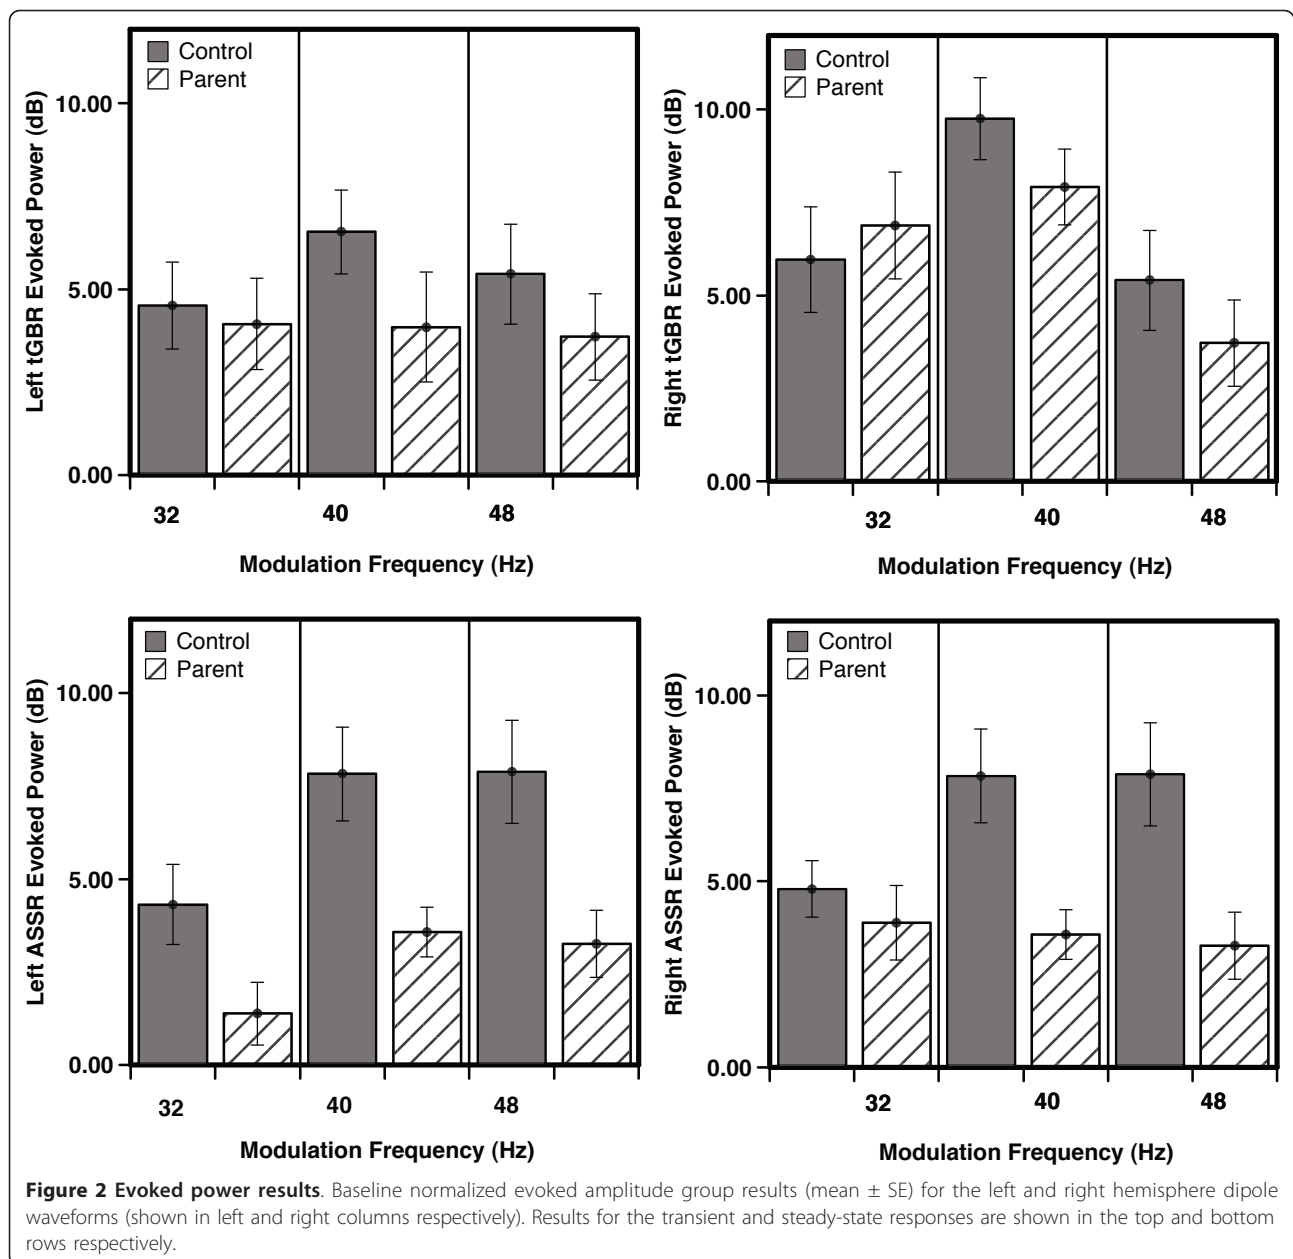 Control
Parent
10.00
5.00
0.00
Left tGBR Evoked Power (dB)
32 40 48
Modulation Frequency (Hz)
Control
Parent
10.00
5.00
0.00
Right tGBR Evoked Power (dB)
32 40 48
Modulation Frequency (Hz)
Control
Parent
10.00
5.00
0.00
Left ASSR Evoked Power (dB)
32 40 48
Modulation Frequency (Hz)
Control
Parent
10.00
5.00
0.00
Right ASSR Evoked Power (dB)
32 40 48
Modulation Frequency (Hz)
Figure 2 Evoked power results. Baseline normalized evoked amplitude group results (mean ± SE) for the left and right hemisphere dipole
waveforms (shown in left and right columns respectively). Results for the transient and steady-state responses are shown in the top and bottom
rows respectively.